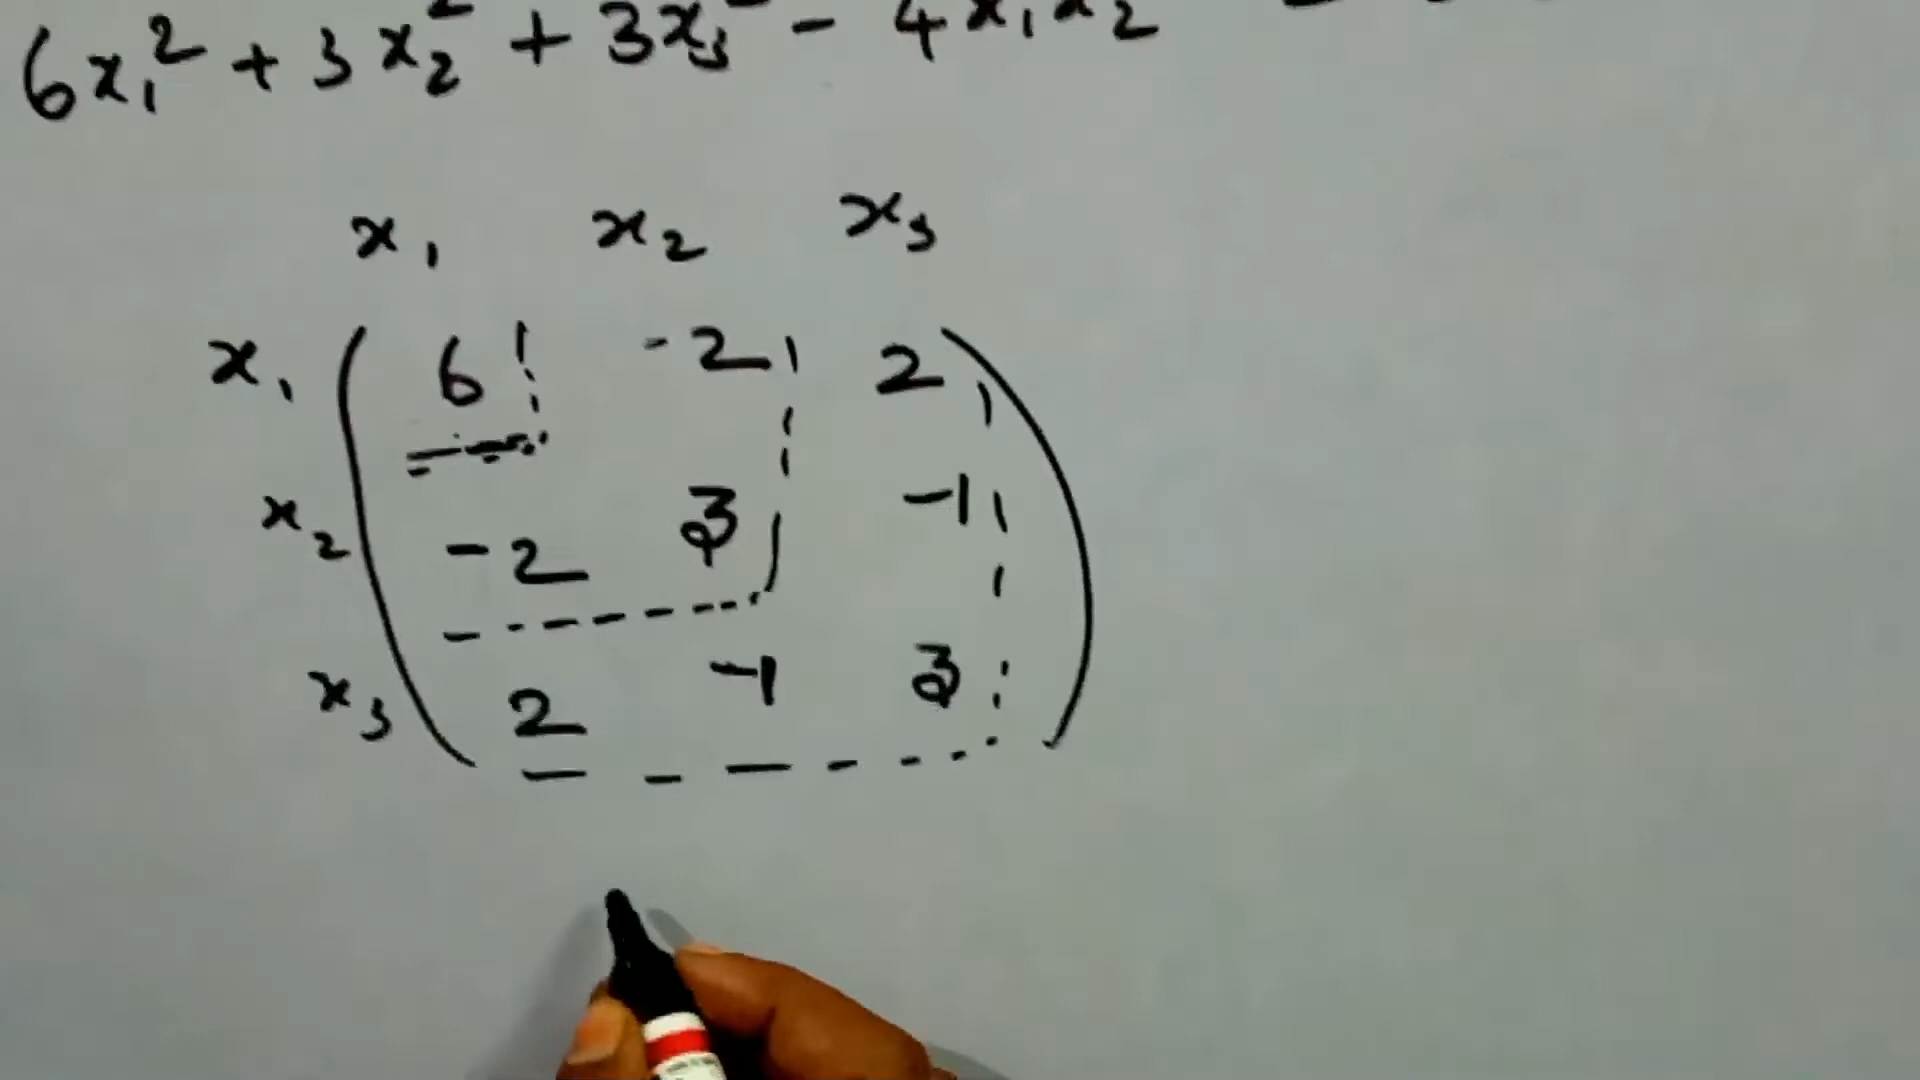 6x₁² + 3x₂² + 3x₃² - 4x₁x₂ -
x₁ x₂ x₃
x₁ 6 -2 2
x₂ -2 3 -1
x₃ 2 -1 3